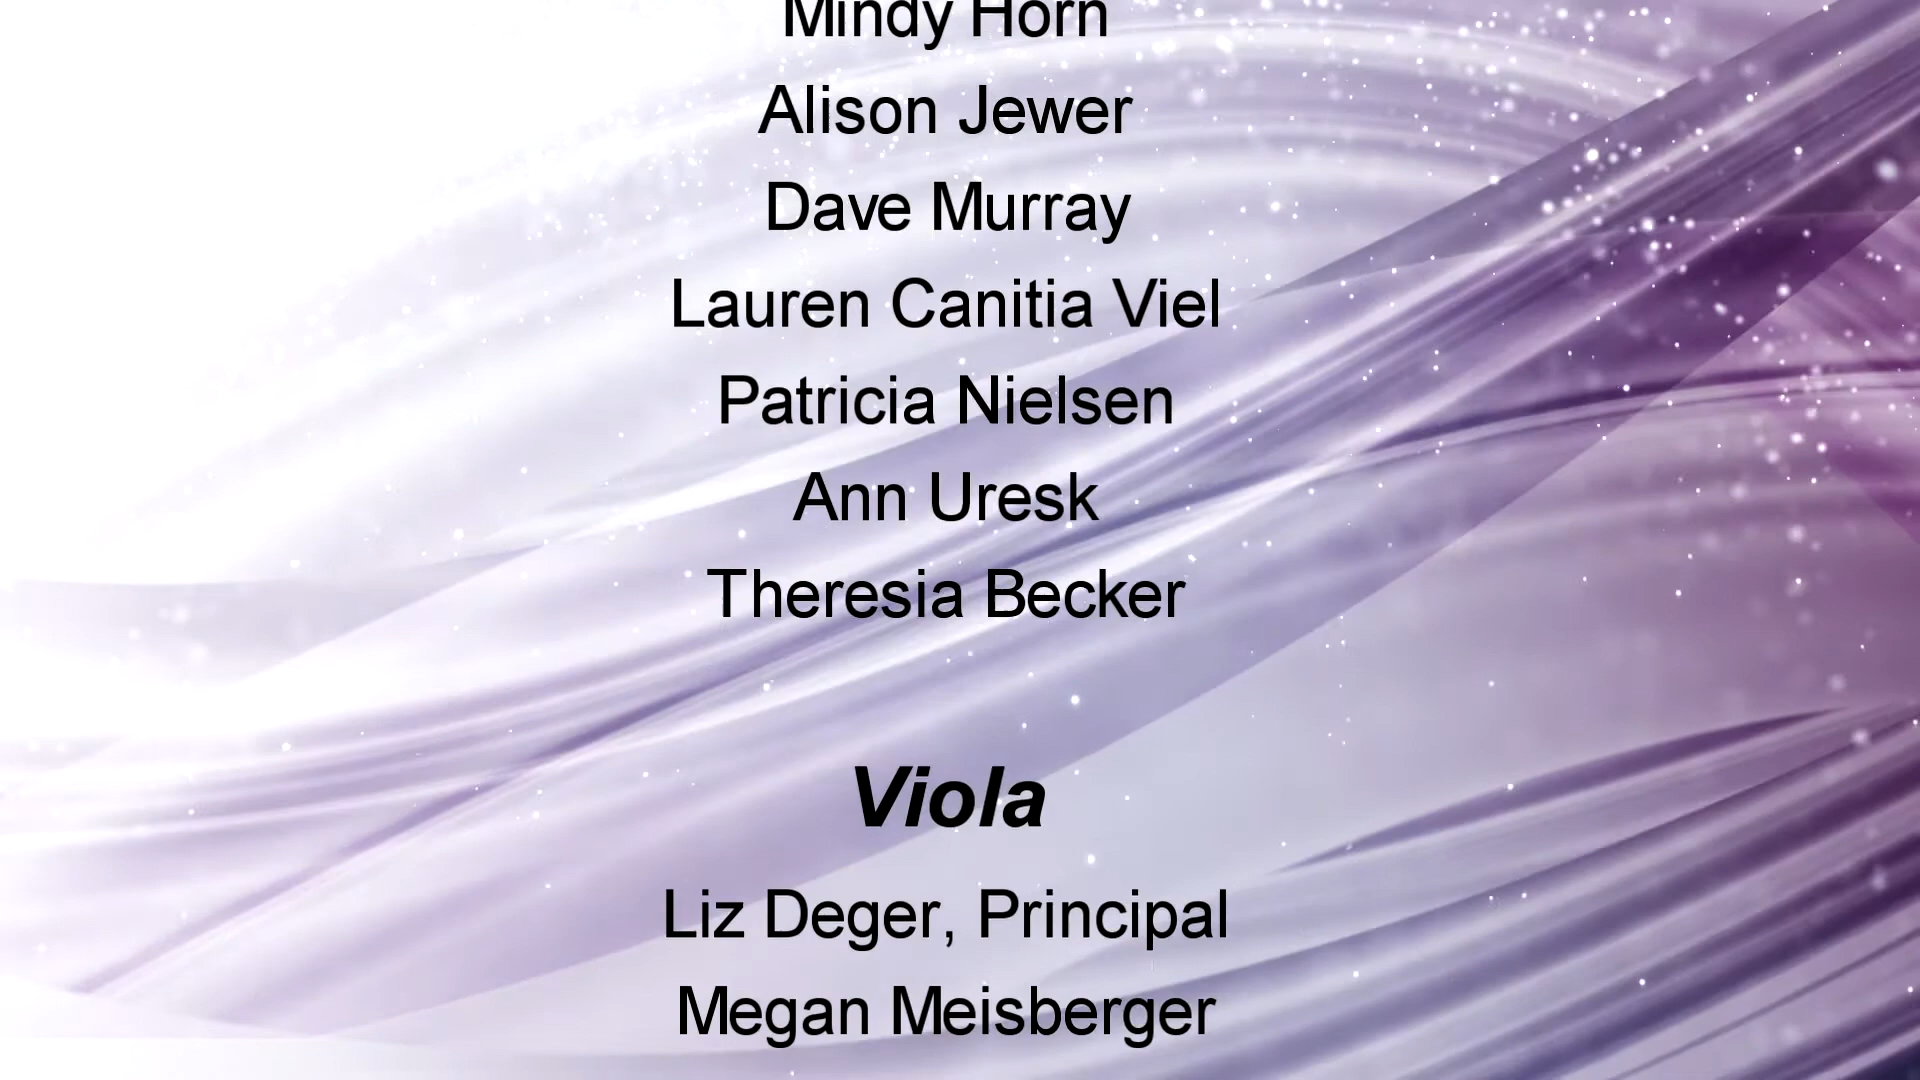 Mindy Horn
Alison Jewer
Dave Murray
Lauren Canitia Viel
Patricia Nielsen
Ann Uresk
Theresia Becker
Viola
Liz Deger, Principal
Megan Meisberger